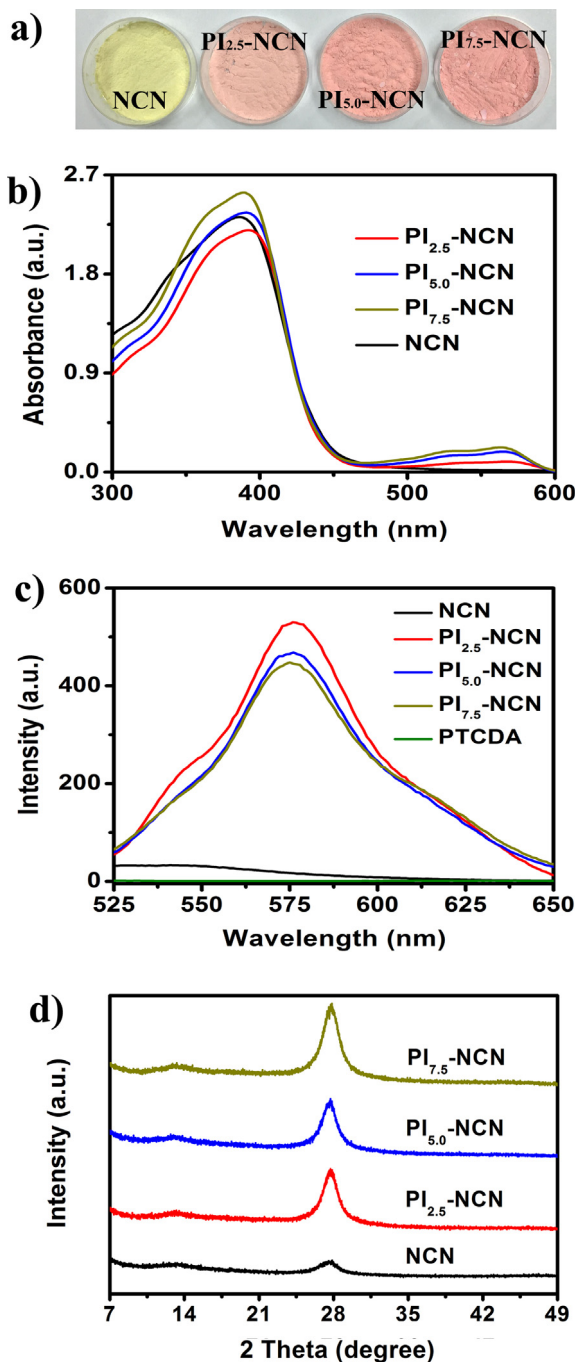 a)
NCN
PI2.5-NCN
PI5.0-NCN
PI7.5-NCN
b)
2.7
1.8
0.9
0.0
Absorbance (a.u.)
PI2.5-NCN
PI5.0-NCN
PI7.5-NCN
NCN
300 400 500 600
Wavelength (nm)
c)
600
400
200
0
Intensity (a.u.)
NCN
PI2.5-NCN
PI5.0-NCN
PI7.5-NCN
PTCDA
525 550 575 600 625 650
Wavelength (nm)
d)
Intensity (a.u.)
PI7.5-NCN
PI5.0-NCN
PI2.5-NCN
NCN
7 14 21 28 35 42 49
2 Theta (degree)